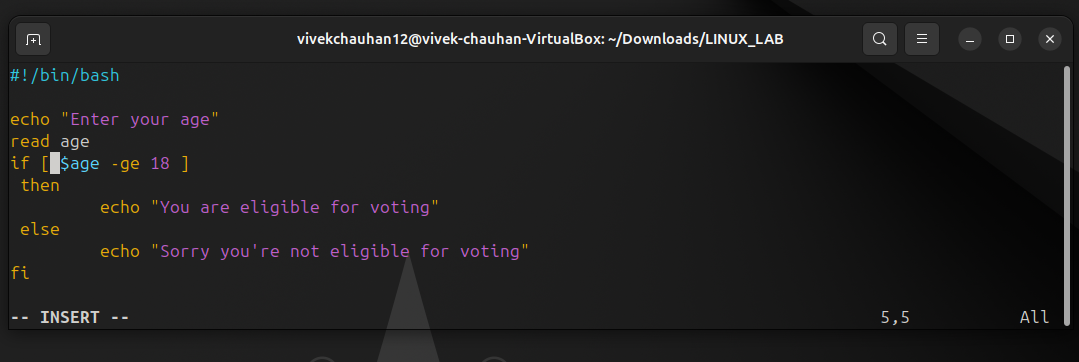 vivekchauhan12@vivek-chauhan-VirtualBox: ~/Downloads/LINUX_LAB
#!/bin/bash
echo "Enter your age"
read age
if [ $age -ge 18 ]
 then
         echo "You are eligible for voting"
 else
         echo "Sorry you're not eligible for voting"
fi
-- INSERT -- 5,5 All